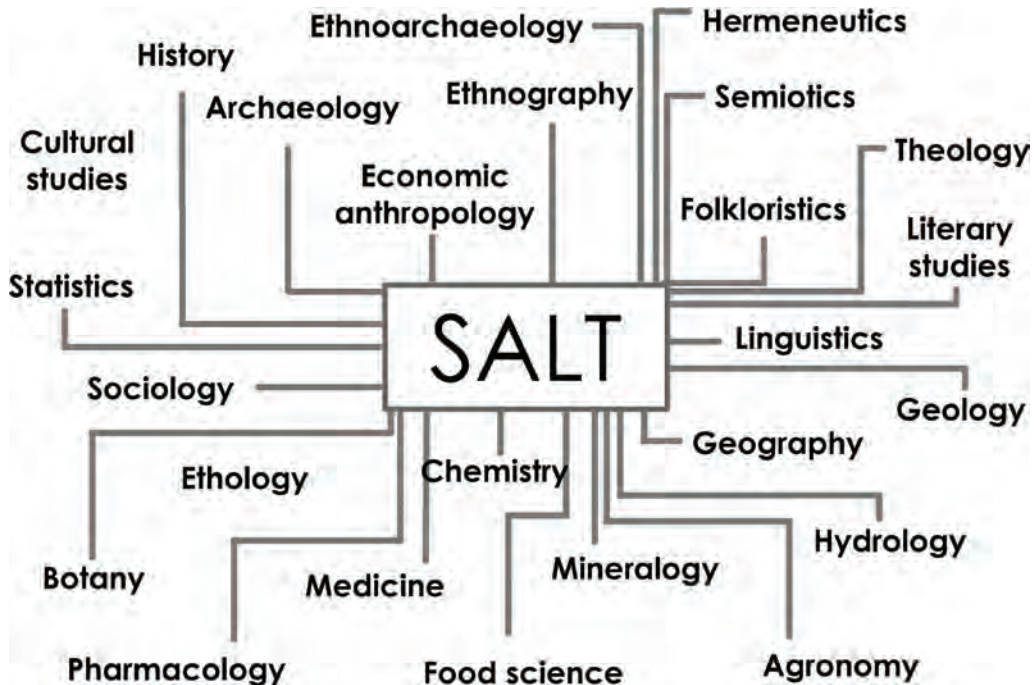 Ethnoarchaeology
Hermeneutics
History
Archaeology
Ethnography
Semiotics
Cultural
studies
Economic
anthropology
Theology
Folkloristics
Literary
studies
Statistics
SALT
Linguistics
Sociology
Geology
Ethology
Chemistry
Geography
Botany
Medicine
Mineralogy
Hydrology
Pharmacology
Food science
Agronomy